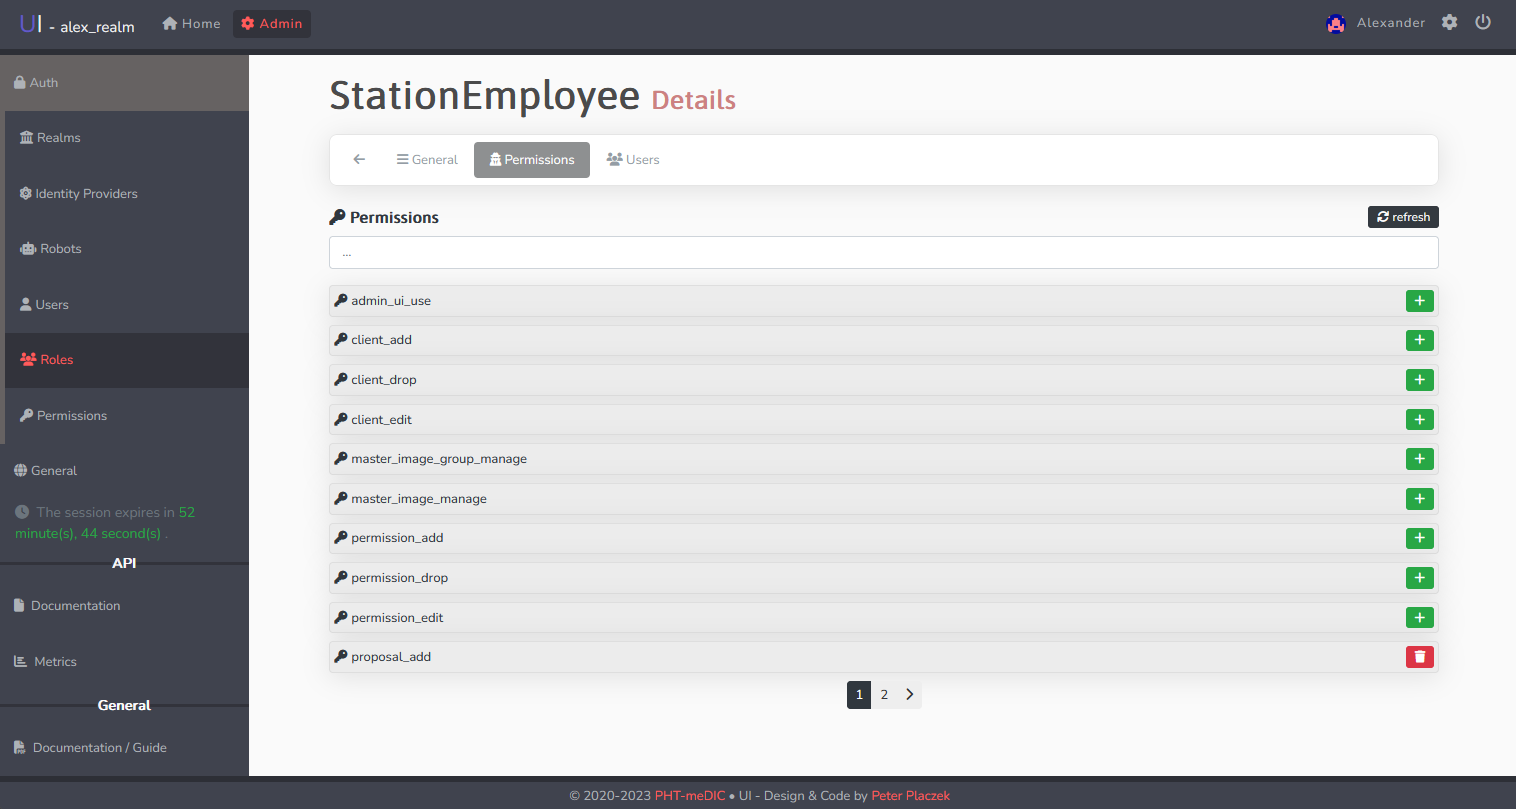 UI - alex_realm Home Admin Alexander
Auth
Realms
Identity Providers
Robots
Users
Roles
Permissions
General
The session expires in 52
minute(s), 44 second(s) .
API
Documentation
Metrics
General
Documentation / Guide
StationEmployee Details
General Permissions Users
Permissions refresh
...
admin_ui_use
client_add
client_drop
client_edit
master_image_group_manage
master_image_manage
permission_add
permission_drop
permission_edit
proposal_add
1 2
© 2020-2023 PHT-meDIC • UI - Design & Code by Peter Placzek